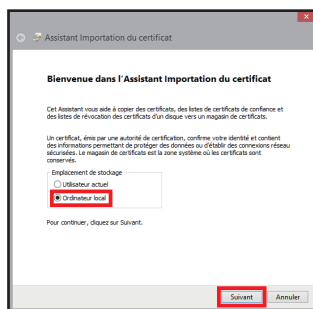 Assistant Importation du certificat
Bienvenue dans l'Assistant Importation du certificat
Cet Assistant vous aide à copier des certificats, des listes de certificats de confiance et
des listes de révocation des certificats d'un disque vers un magasin de certificats.
Un certificat, émis par une autorité de certification, confirme votre identité et contient
des informations permettant de protéger des données ou d'établir des connexions réseau
sécurisées. Le magasin de certificats est la zone système où les certificats sont
conservés.
Emplacement de stockage
Utilisateur actuel
Ordinateur local
Pour continuer, cliquez sur Suivant.
Suivant
Annuler